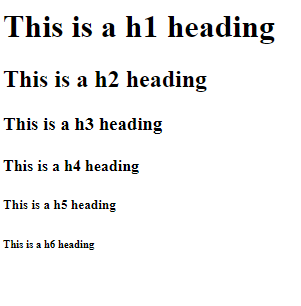 This is a h1 heading
This is a h2 heading
This is a h3 heading
This is a h4 heading
This is a h5 heading
This is a h6 heading